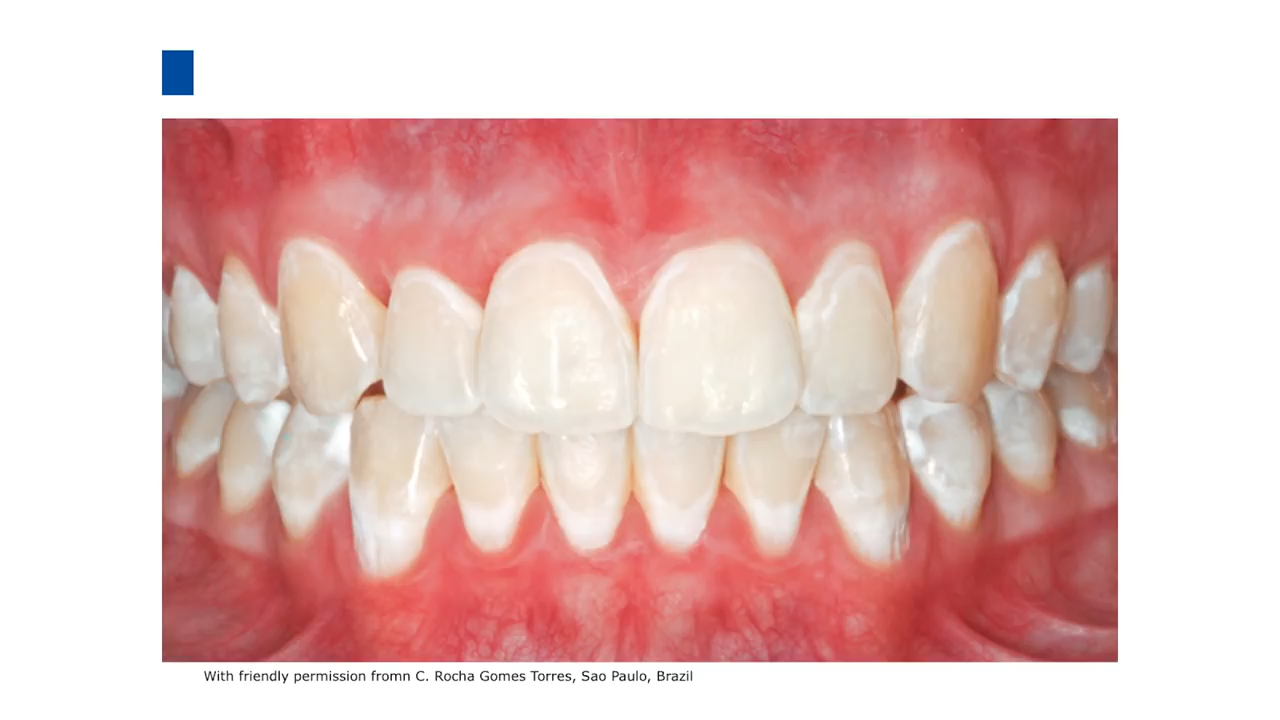 With friendly permission fromn C. Rocha Gomes Torres, Sao Paulo, Brazil